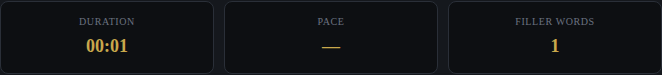 DURATION PACE FILLER WORDS
00:01 — 1